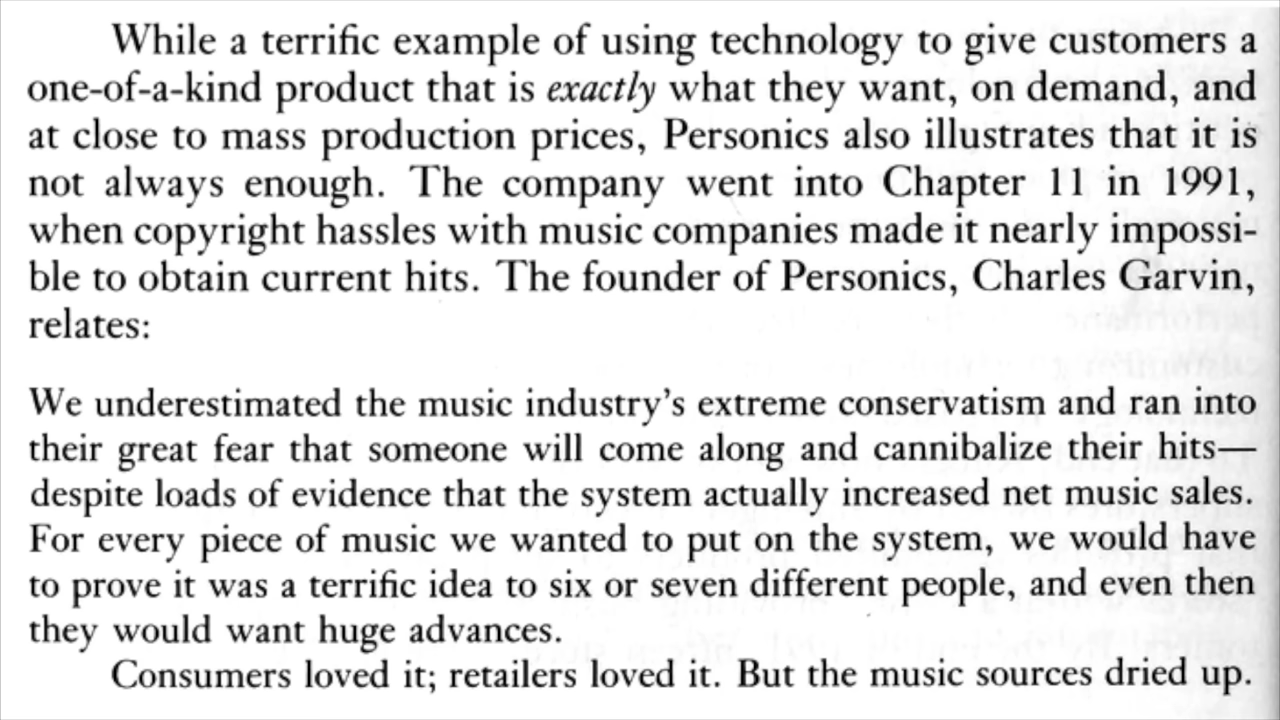 While a terrific example of using technology to give customers a
one-of-a-kind product that is exactly what they want, on demand, and
at close to mass production prices, Personics also illustrates that it is
not always enough. The company went into Chapter 11 in 1991,
when copyright hassles with music companies made it nearly impossi-
ble to obtain current hits. The founder of Personics, Charles Garvin,
relates:
We underestimated the music industry's extreme conservatism and ran into
their great fear that someone will come along and cannibalize their hits—
despite loads of evidence that the system actually increased net music sales.
For every piece of music we wanted to put on the system, we would have
to prove it was a terrific idea to six or seven different people, and even then
they would want huge advances.
Consumers loved it; retailers loved it. But the music sources dried up.